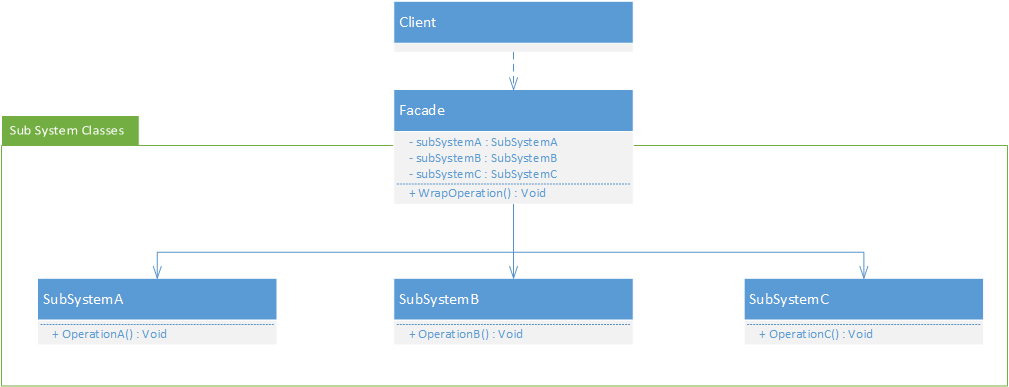 Client
Facade
- subSystemA : SubSystemA
- subSystemB : SubSystemB
- subSystemC : SubSystemC
+ WrapOperation() : Void
Sub System Classes
SubSystemA
+ OperationA() : Void
SubSystemB
+ OperationB() : Void
SubSystemC
+ OperationC() : Void